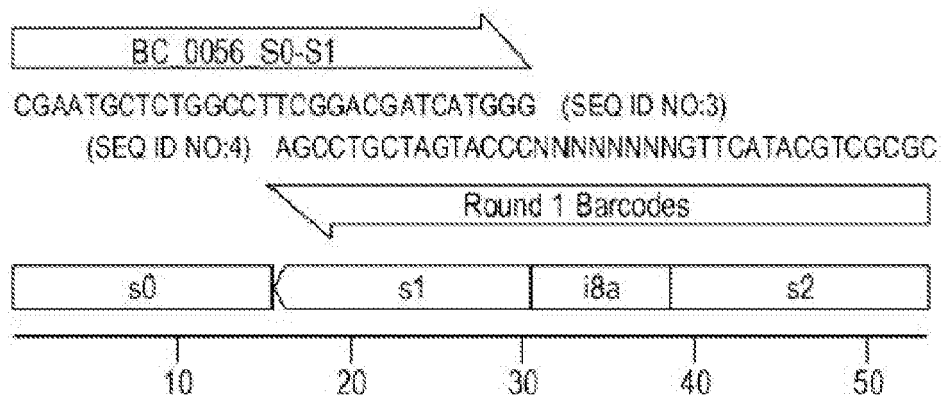 BC_0056_S0-S1
CGAATGCTCTGGCCTTCGGACGATCATGGG (SEQ ID NO:3)
(SEQ ID NO:4) AGCCTGCTAGTACCCNNNNNNNNGTTCATACGTCGCGC
Round 1 Barcodes
s0 s1 i8a s2
10 20 30 40 50